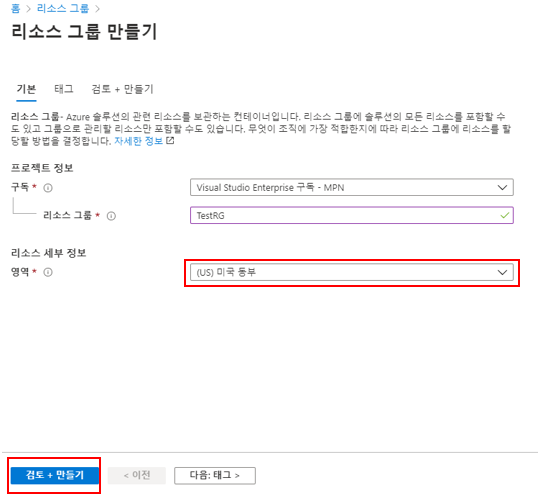 홈 > 리소스 그룹 >
리소스 그룹 만들기
기본 태그 검토 + 만들기
리소스 그룹- Azure 솔루션의 관련 리소스를 보관하는 컨테이너입니다. 리소스 그룹에 솔루션의 모든 리소스를 포함할 수
도 있고 그룹으로 관리할 리소스만 포함할 수도 있습니다. 무엇이 조직에 가장 적합한지에 따라 리소스 그룹에 리소스를 할
당할 방법을 결정합니다. 자세한 정보
프로젝트 정보
구독 * Visual Studio Enterprise 구독 - MPN
리소스 그룹 * TestRG
리소스 세부 정보
영역 * (US) 미국 동부
검토 + 만들기 < 이전 다음: 태그 >